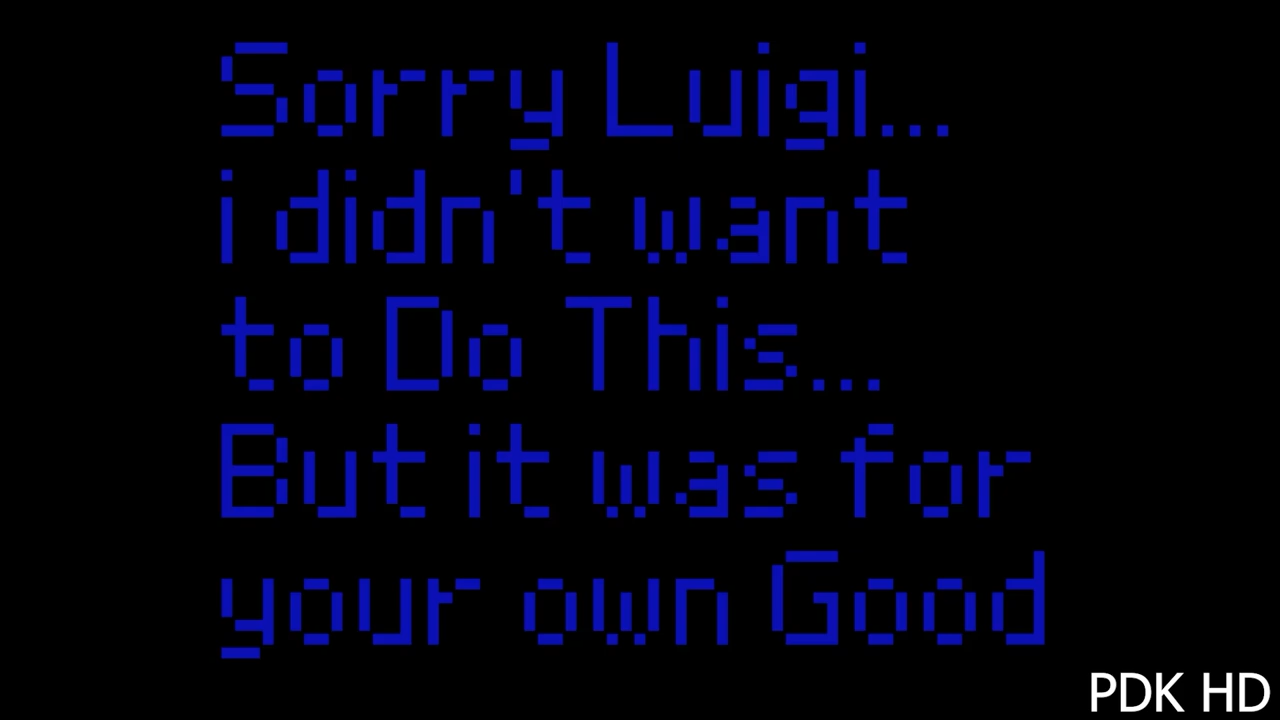 Sorry Luigi...
i didn't want
to Do This...
But it was for
your own Good
PDK HD